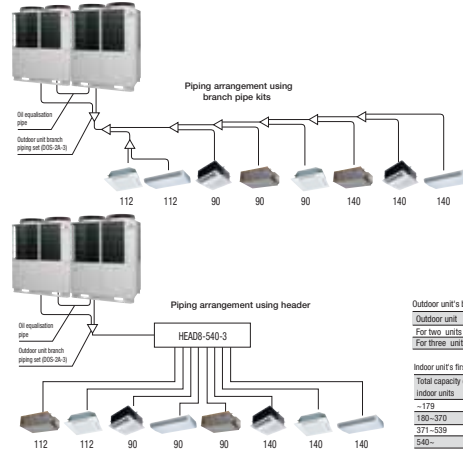 Piping arrangement using
branch pipe kits
Oil equalisation
pipe
Outdoor unit branch
piping set (DOS-2A-3)
112 112 90 90 90 140 140 140
Piping arrangement using header
Oil equalisation
pipe
Outdoor unit branch
piping set (DOS-2A-3)
HEAD8-540-3
112 112 90 90 90 140 140 140
Outdoor unit's
Outdoor unit
For two units
For three
Indoor unit's
Total capacity
indoor units
~179
180~370
371~539
540~